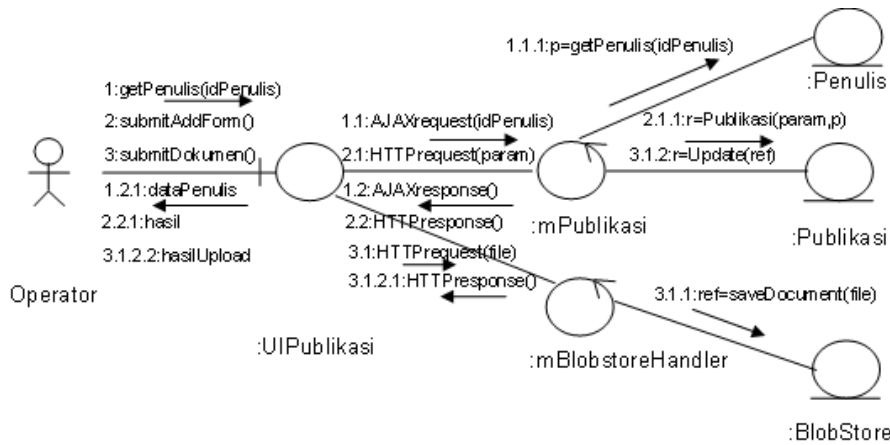 1.1.1:p=getPenulis(idPenulis)
:Penulis
1:getPenulis(idPenulis)
2:submitAddForm()
3:submitDokumen()
1.2.1:dataPenulis
2.2.1:hasil
3.1.2.2:hasilUpload
Operator
1.1:AJAXrequest(idPenulis)
2.1:HTTPrequest(param)
1.2:AJAXresponse()
2.2:HTTPresponse()
3.1:HTTPrequest(file)
3.1.2.1:HTTPresponse()
:UIPublikasi
2.1.1:r=Publikasi(param,p)
3.1.2:r=Update(ref)
:mPublikasi
:Publikasi
3.1.1:ref=saveDocument(file)
:mBlobstoreHandler
:BlobStore